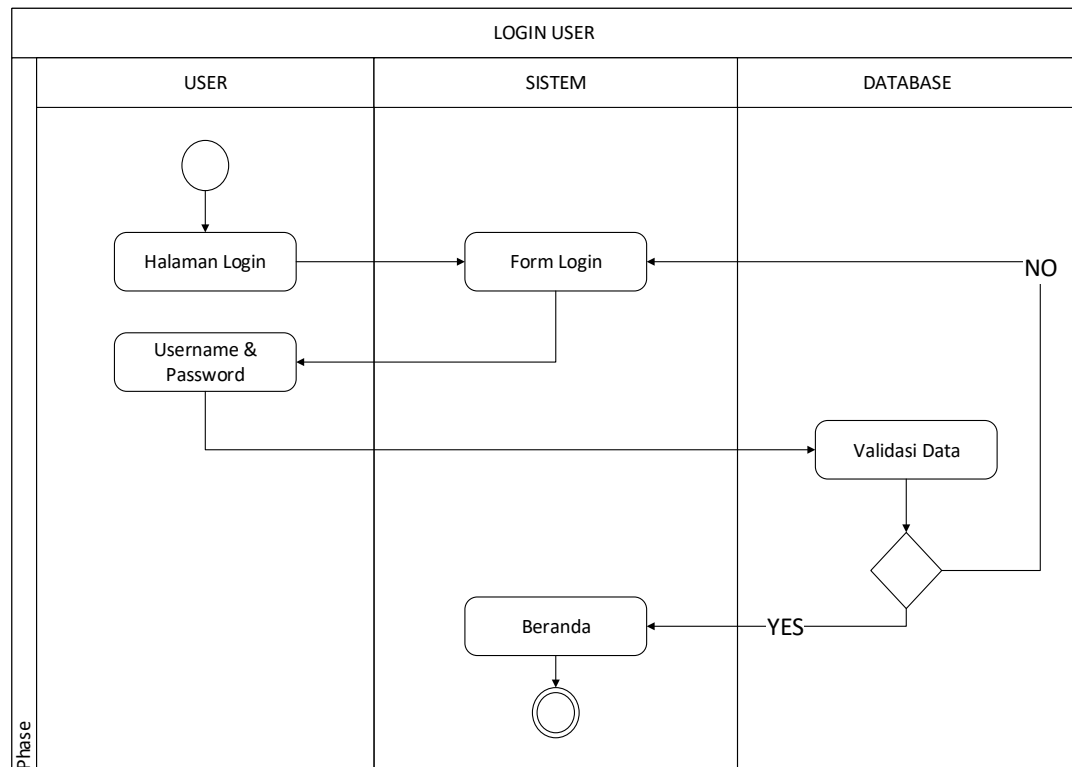 LOGIN USER
USER
SISTEM
DATABASE
Halaman Login
Form Login
NO
Username &
Password
Validasi Data
Beranda
YES
Phase